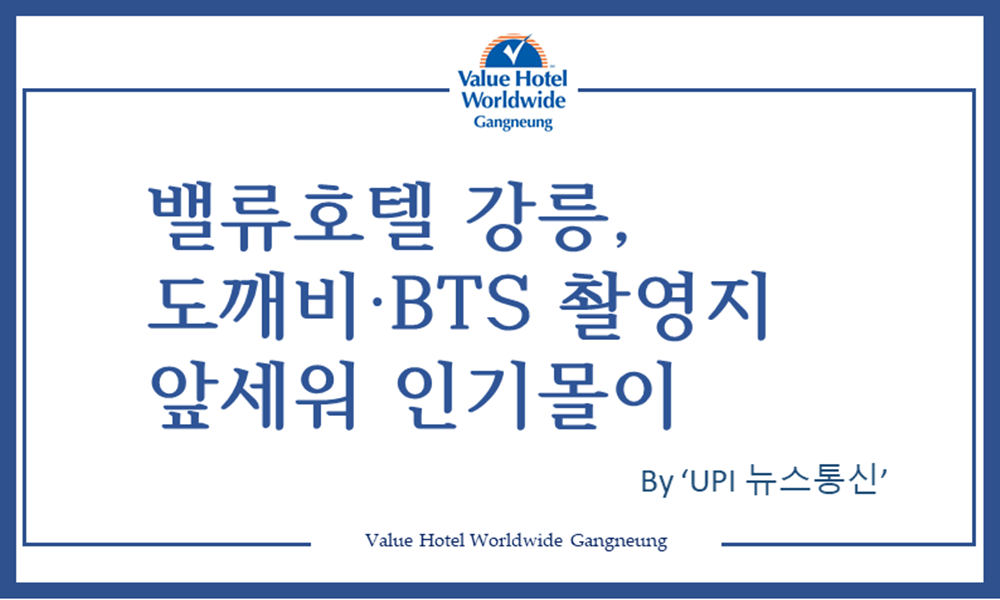 Value Hotel
Worldwide
Gangneung
밸류호텔 강릉,
도깨비·BTS 촬영지
앞세워 인기몰이
By ‘UPI 뉴스통신’
Value Hotel Worldwide Gangneung